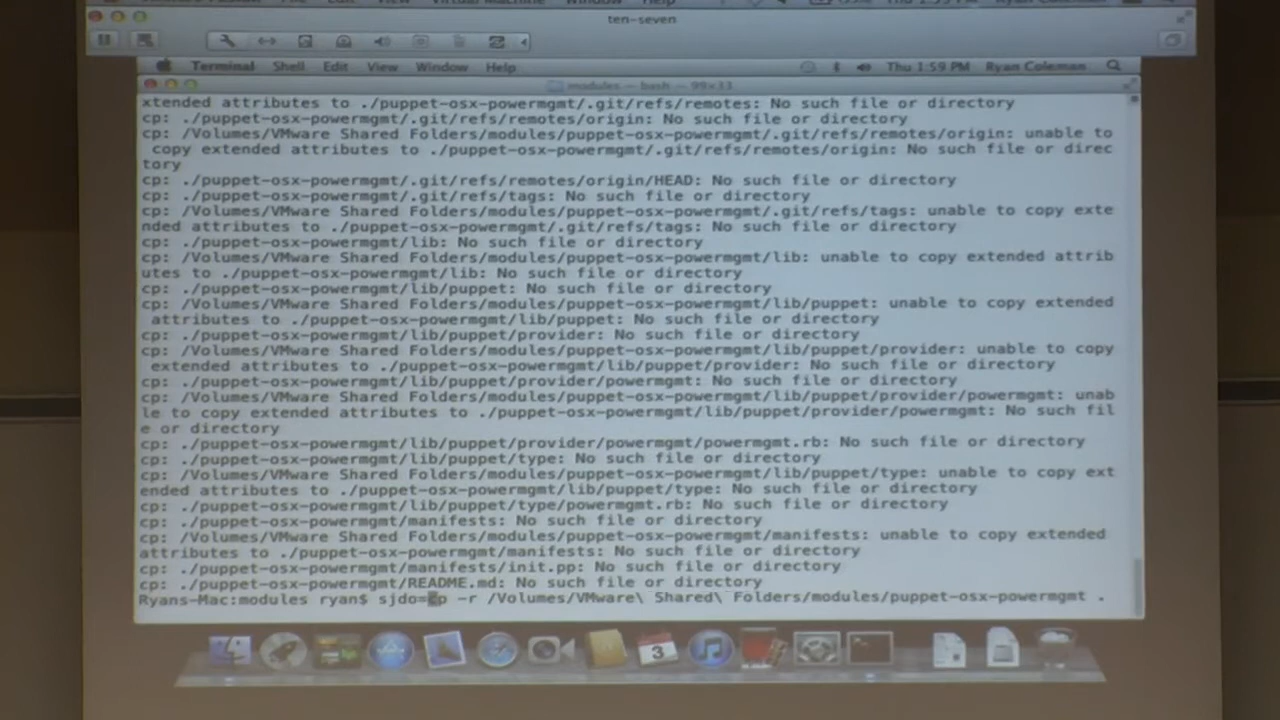 File Edit View Virtual Machine Window Help Thu 1:59 PM Ryan Coleman
ten-seven
Terminal Shell Edit View Window Help Thu 1:59 PM Ryan Coleman
modules — bash — 99×33
xtended attributes to ./puppet-osx-powermgmt/.git/refs/remotes: No such file or directory
cp: ./puppet-osx-powermgmt/.git/refs/remotes/origin: No such file or directory
cp: /Volumes/VMware Shared Folders/modules/puppet-osx-powermgmt/.git/refs/remotes/origin: unable to
copy extended attributes to ./puppet-osx-powermgmt/.git/refs/remotes/origin: No such file or direc
tory
cp: ./puppet-osx-powermgmt/.git/refs/remotes/origin/HEAD: No such file or directory
cp: ./puppet-osx-powermgmt/.git/refs/tags: No such file or directory
cp: /Volumes/VMware Shared Folders/modules/puppet-osx-powermgmt/.git/refs/tags: unable to copy exte
nded attributes to ./puppet-osx-powermgmt/.git/refs/tags: No such file or directory
cp: ./puppet-osx-powermgmt/lib: No such file or directory
cp: /Volumes/VMware Shared Folders/modules/puppet-osx-powermgmt/lib: unable to copy extended attrib
utes to ./puppet-osx-powermgmt/lib: No such file or directory
cp: ./puppet-osx-powermgmt/lib/puppet: No such file or directory
cp: /Volumes/VMware Shared Folders/modules/puppet-osx-powermgmt/lib/puppet: unable to copy extended
attributes to ./puppet-osx-powermgmt/lib/puppet: No such file or directory
cp: ./puppet-osx-powermgmt/lib/puppet/provider: No such file or directory
cp: /Volumes/VMware Shared Folders/modules/puppet-osx-powermgmt/lib/puppet/provider: unable to copy
extended attributes to ./puppet-osx-powermgmt/lib/puppet/provider: No such file or directory
cp: ./puppet-osx-powermgmt/lib/puppet/provider/powermgmt: No such file or directory
cp: /Volumes/VMware Shared Folders/modules/puppet-osx-powermgmt/lib/puppet/provider/powermgmt: unab
le to copy extended attributes to ./puppet-osx-powermgmt/lib/puppet/provider/powermgmt: No such fil
e or directory
cp: ./puppet-osx-powermgmt/lib/puppet/provider/powermgmt/powermgmt.rb: No such file or directory
cp: ./puppet-osx-powermgmt/lib/puppet/type: No such file or directory
cp: /Volumes/VMware Shared Folders/modules/puppet-osx-powermgmt/lib/puppet/type: unable to copy ext
ended attributes to ./puppet-osx-powermgmt/lib/puppet/type: No such file or directory
cp: ./puppet-osx-powermgmt/lib/puppet/type/powermgmt.rb: No such file or directory
cp: ./puppet-osx-powermgmt/manifests: No such file or directory
cp: /Volumes/VMware Shared Folders/modules/puppet-osx-powermgmt/manifests: unable to copy extended
attributes to ./puppet-osx-powermgmt/manifests: No such file or directory
cp: ./puppet-osx-powermgmt/manifests/init.pp: No such file or directory
cp: ./puppet-osx-powermgmt/README.md: No such file or directory
Ryans-Mac:modules ryan$ sjdo=cp -r /Volumes/VMware\ Shared\ Folders/modules/puppet-osx-powermgmt .
3